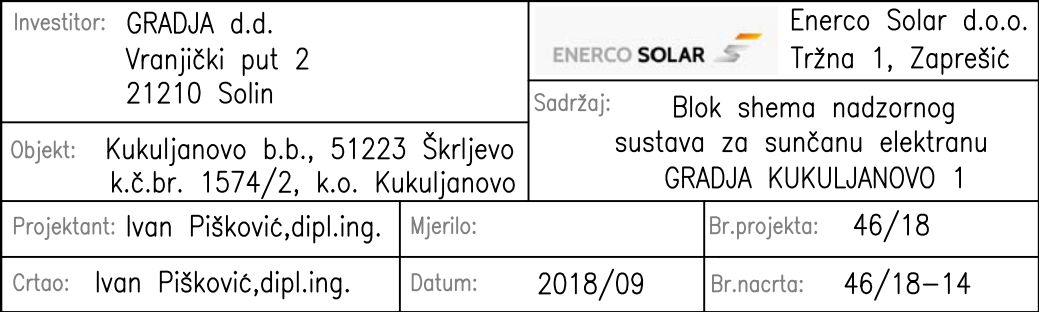 Investitor: GRADJA d.d.
Vranjički put 2
21210 Solin
ENERCO SOLAR
Enerco Solar d.o.o.
Tržna 1, Zaprešić
Objekt: Kukuljanovo b.b., 51223 Škrljevo
k.č.br. 1574/2, k.o. Kukuljanovo
Sadržaj: Blok shema nadzornog
sustava za sunčanu elektranu
GRADJA KUKULJANOVO 1
Projektant: Ivan Pišković,dipl.ing.
Mjerilo:
Br.projekta: 46/18
Crtao: Ivan Pišković,dipl.ing.
Datum: 2018/09
Br.nacrta: 46/18-14